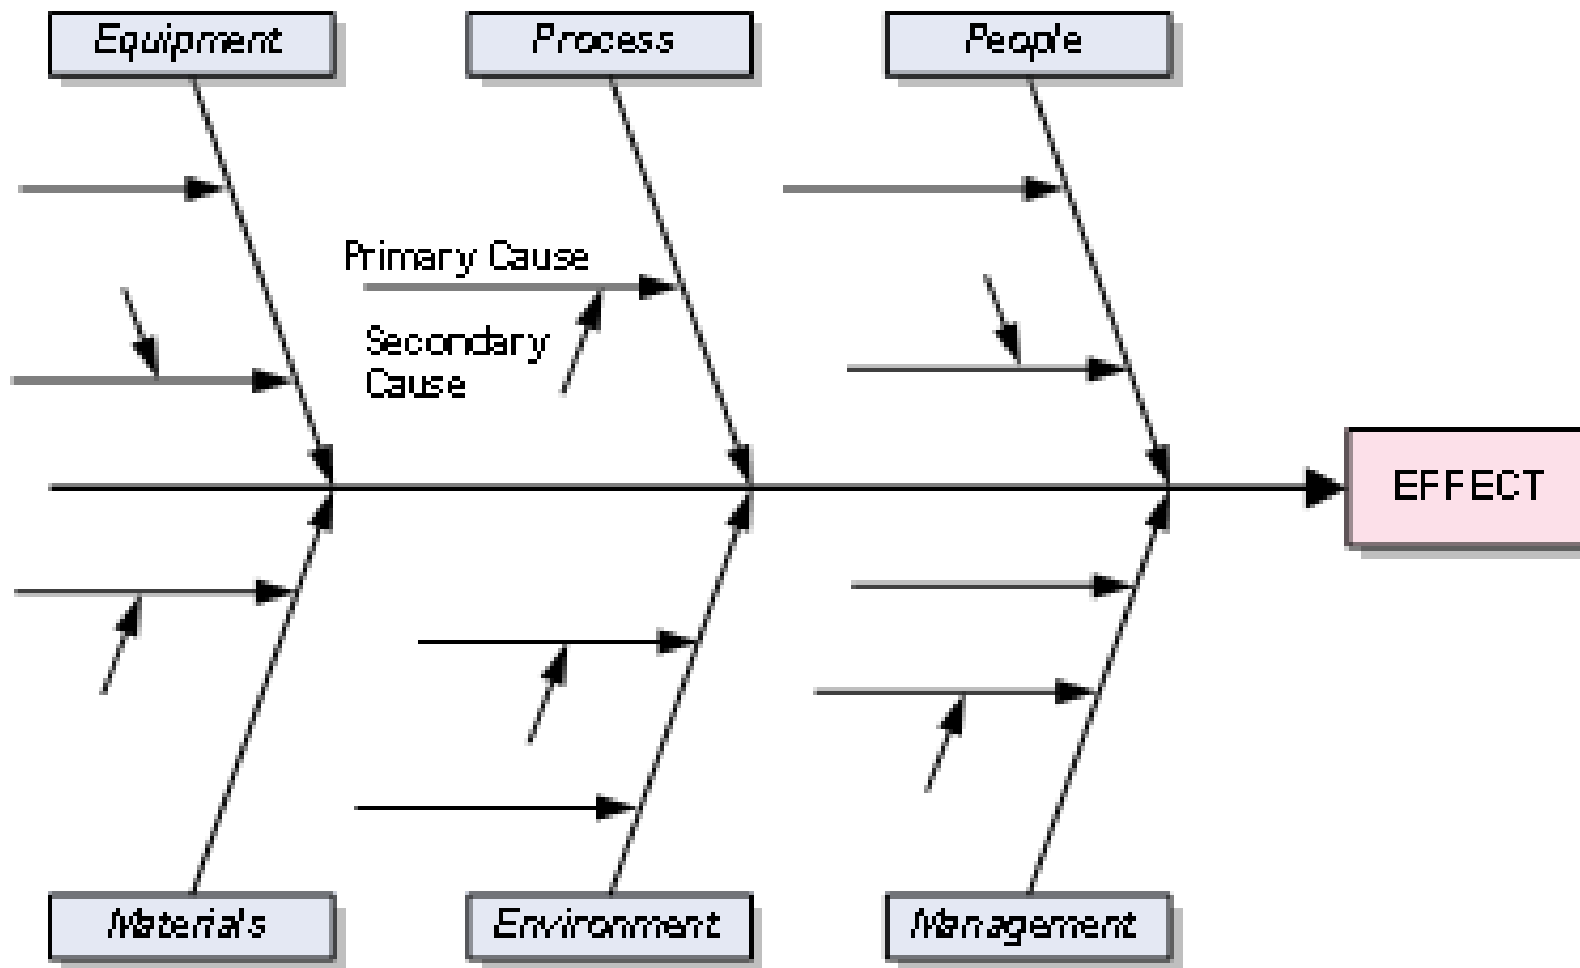 Equipment
Process
People
Primary Cause
Secondary
Cause
EFFECT
Materials
Environment
Management